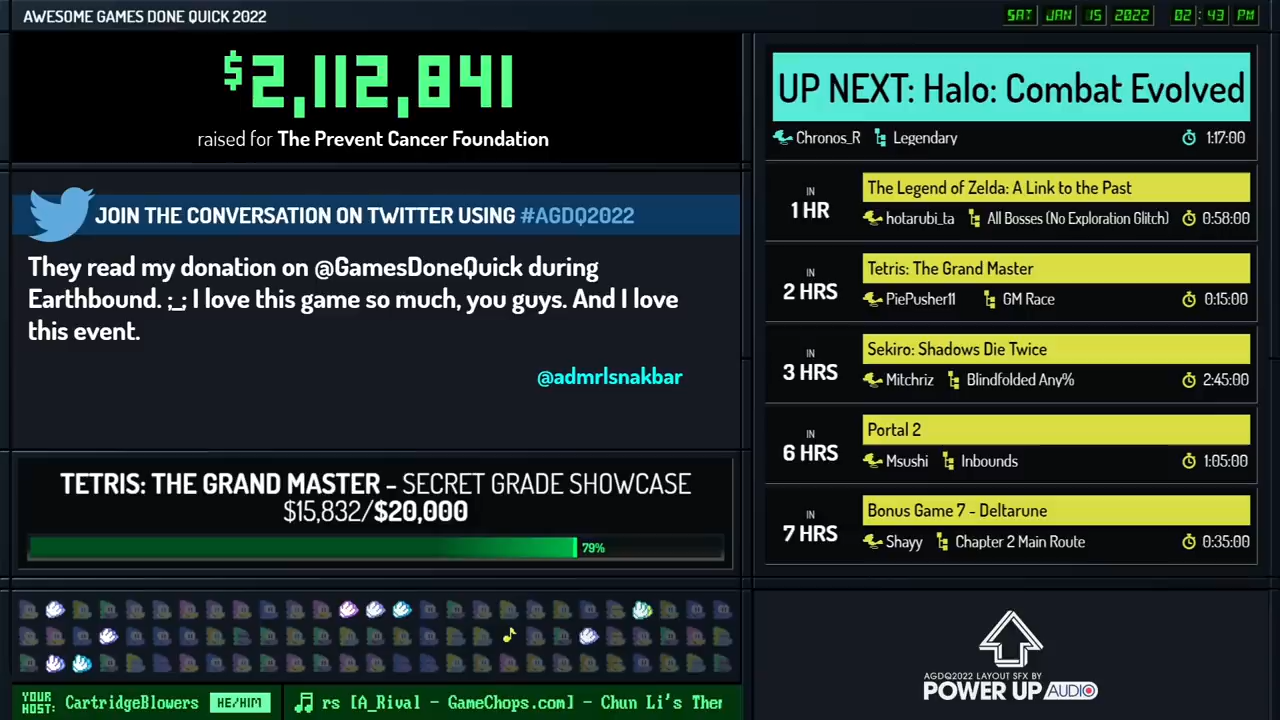 AWESOME GAMES DONE QUICK 2022
SAT JAN 15 2022 02:43 PM
$2,112,841
raised for The Prevent Cancer Foundation
JOIN THE CONVERSATION ON TWITTER USING #AGDQ2022
They read my donation on @GamesDoneQuick during
Earthbound. ;_; I love this game so much, you guys. And I love
this event.
@admrlsnakbar
TETRIS: THE GRAND MASTER - SECRET GRADE SHOWCASE
$15,832/$20,000
79%
YOUR HOST: CartridgeBlowers HE/HIM
rs [A_Rival - GameChops.com] - Chun Li's Ther
UP NEXT: Halo: Combat Evolved
Chronos_R Legendary 1:17:00
IN 1 HR
The Legend of Zelda: A Link to the Past
hotarubi_ta All Bosses (No Exploration Glitch) 0:58:00
IN 2 HRS
Tetris: The Grand Master
PiePusher11 GM Race 0:15:00
IN 3 HRS
Sekiro: Shadows Die Twice
Mitchriz Blindfolded Any% 2:45:00
IN 6 HRS
Portal 2
Msushi Inbounds 1:05:00
IN 7 HRS
Bonus Game 7 - Deltarune
Shayy Chapter 2 Main Route 0:35:00
AGDQ2022 LAYOUT SFX BY
POWER UP AUDIO